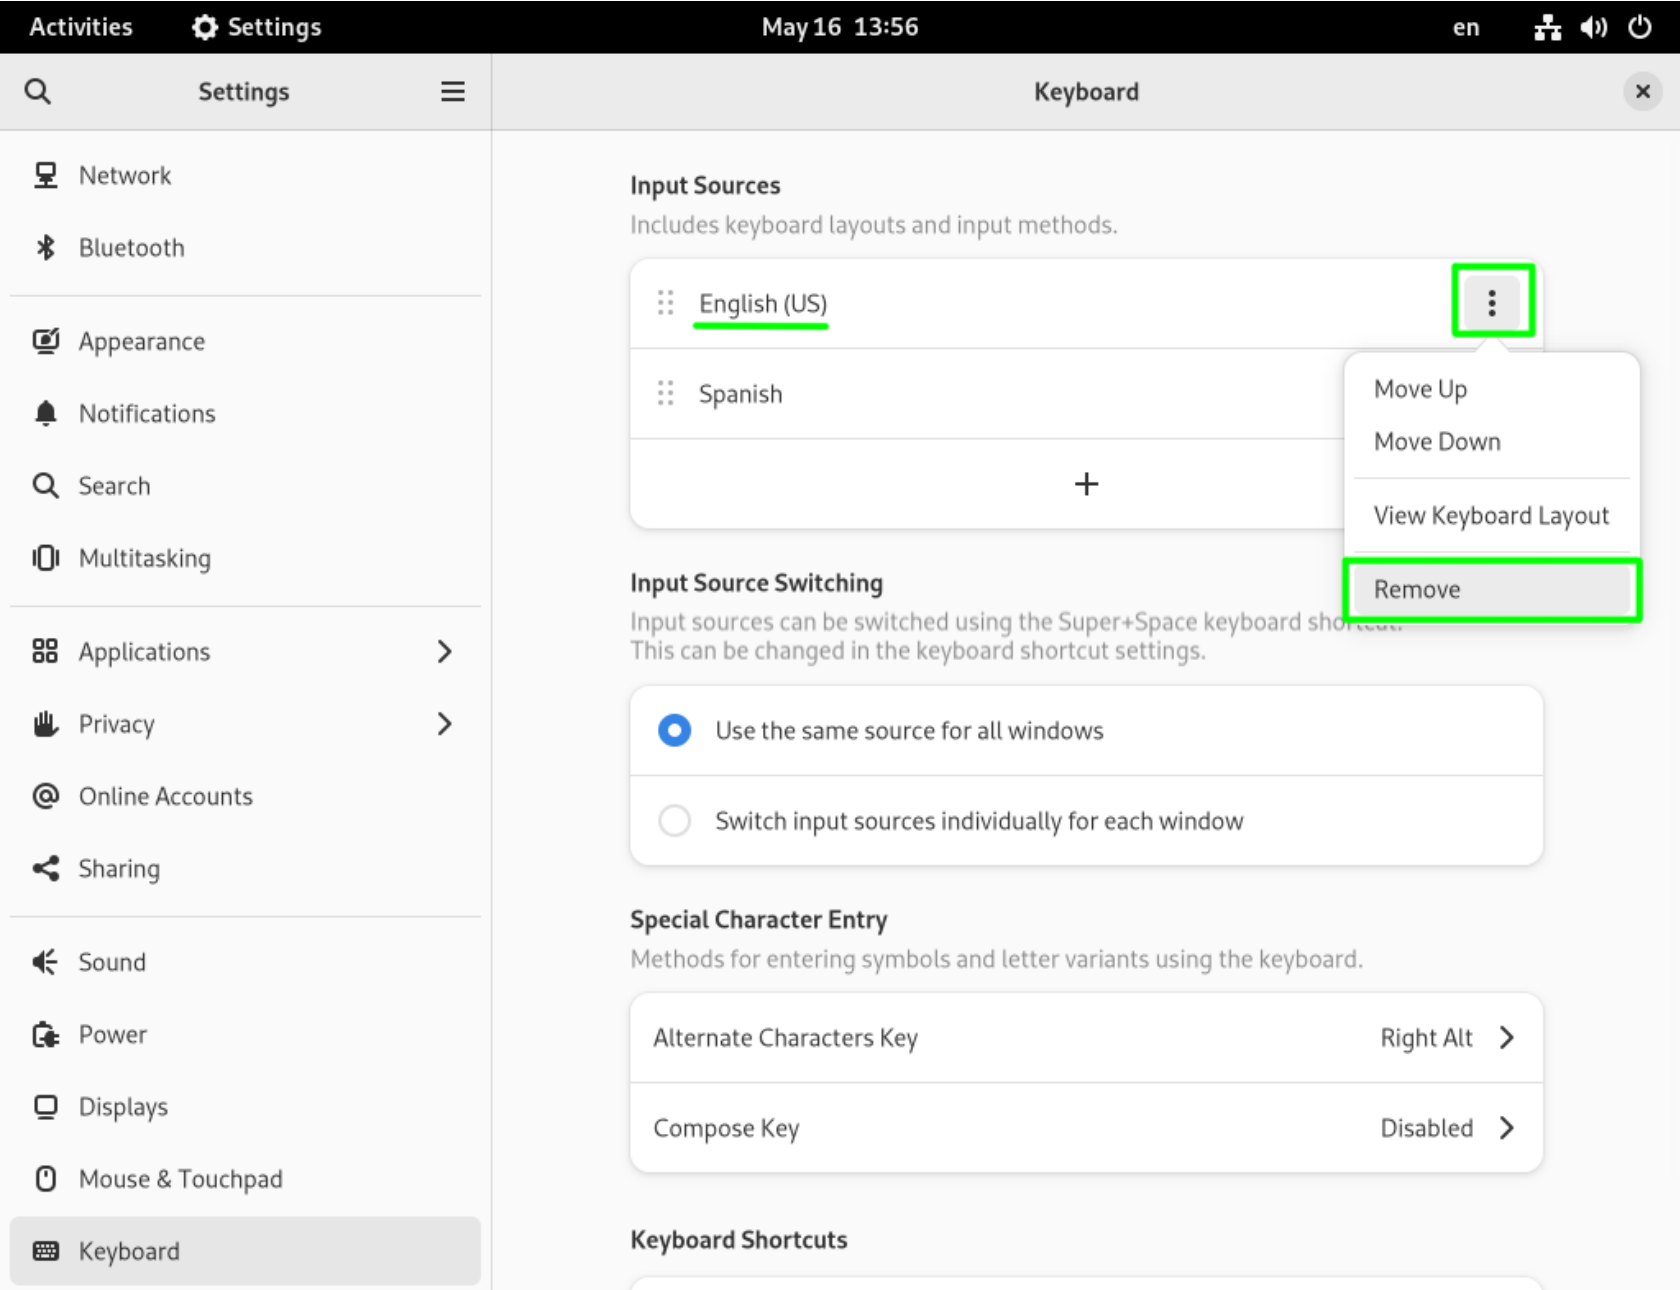 Activities Settings May 16 13:56 en
Settings Keyboard
Network
Bluetooth
Appearance
Notifications
Search
Multitasking
Applications
Privacy
Online Accounts
Sharing
Sound
Power
Displays
Mouse & Touchpad
Keyboard
Input Sources
Includes keyboard layouts and input methods.
English (US)
Spanish
Move Up
Move Down
View Keyboard Layout
Remove
Input Source Switching
Input sources can be switched using the Super+Space keyboard shortcut.
This can be changed in the keyboard shortcut settings.
Use the same source for all windows
Switch input sources individually for each window
Special Character Entry
Methods for entering symbols and letter variants using the keyboard.
Alternate Characters Key Right Alt
Compose Key Disabled
Keyboard Shortcuts